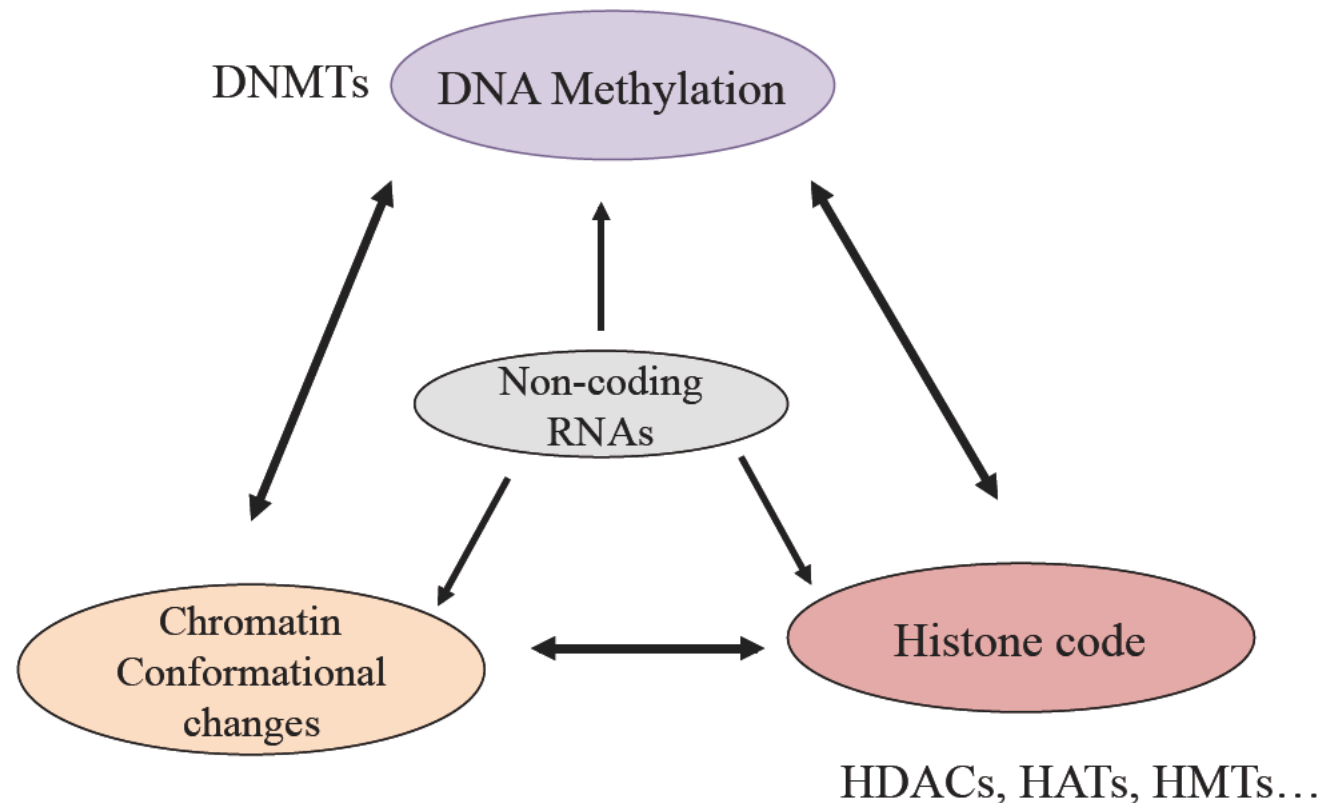 DNMTs
DNA Methylation
Non-coding
RNAs
Chromatin
Conformational
changes
Histone code
HDACs, HATs, HMTs…